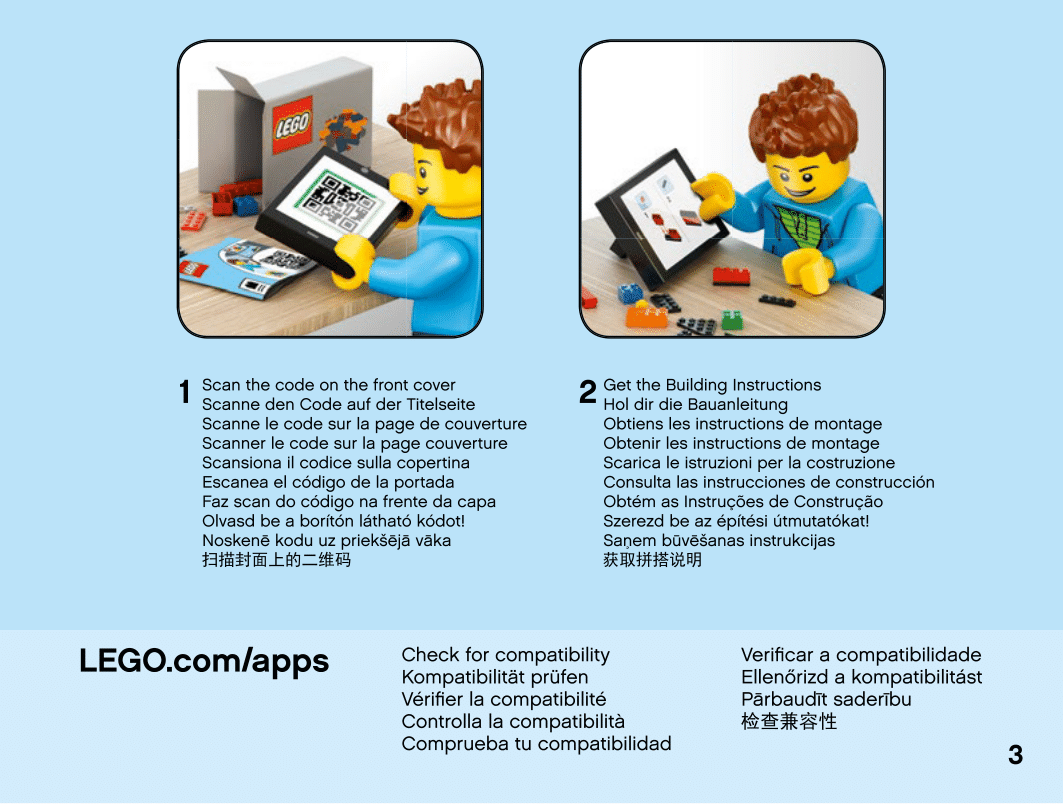 LEGO
LEGO
1
Scan the code on the front cover
Scanne den Code auf der Titelseite
Scanne le code sur la page de couverture
Scanner le code sur la page couverture
Scansiona il codice sulla copertina
Escanea el código de la portada
Faz scan do código na frente da capa
Olvasd be a borítón látható kódot!
Noskenē kodu uz priekšējā vāka
扫描封面上的二维码
2
Get the Building Instructions
Hol dir die Bauanleitung
Obtiens les instructions de montage
Obtenir les instructions de montage
Scarica le istruzioni per la costruzione
Consulta las instrucciones de construcción
Obtém as Instruções de Construção
Szerezd be az építési útmutatókat!
Saņem būvēšanas instrukcijas
获取拼搭说明
LEGO.com/apps
Check for compatibility
Kompatibilität prüfen
Vérifier la compatibilité
Controlla la compatibilità
Comprueba tu compatibilidad
Verificar a compatibilidade
Ellenőrizd a kompatibilitást
Pārbaudīt saderību
检查兼容性
3